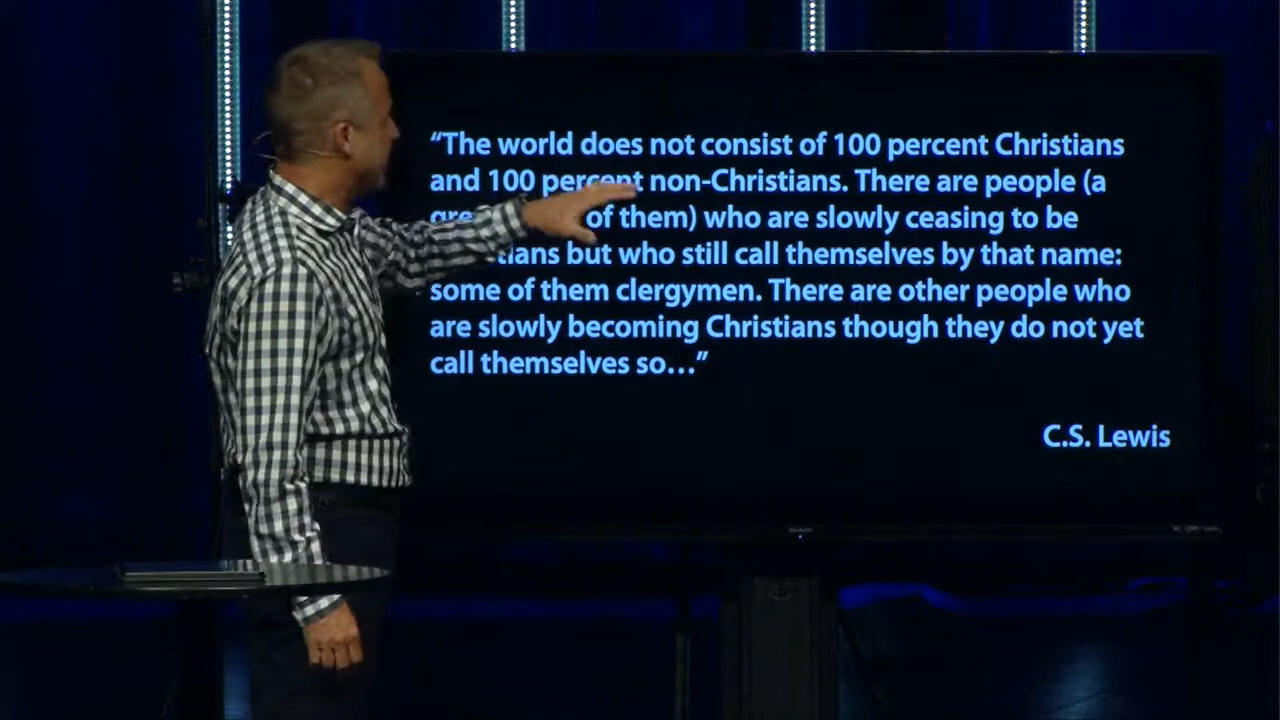 “The world does not consist of 100 percent Christians
and 100 percent non-Christians. There are people (a
of them) who are slowly ceasing to be
but who still call themselves by that name:
some of them clergymen. There are other people who
are slowly becoming Christians though they do not yet
call themselves so…”
C.S. Lewis